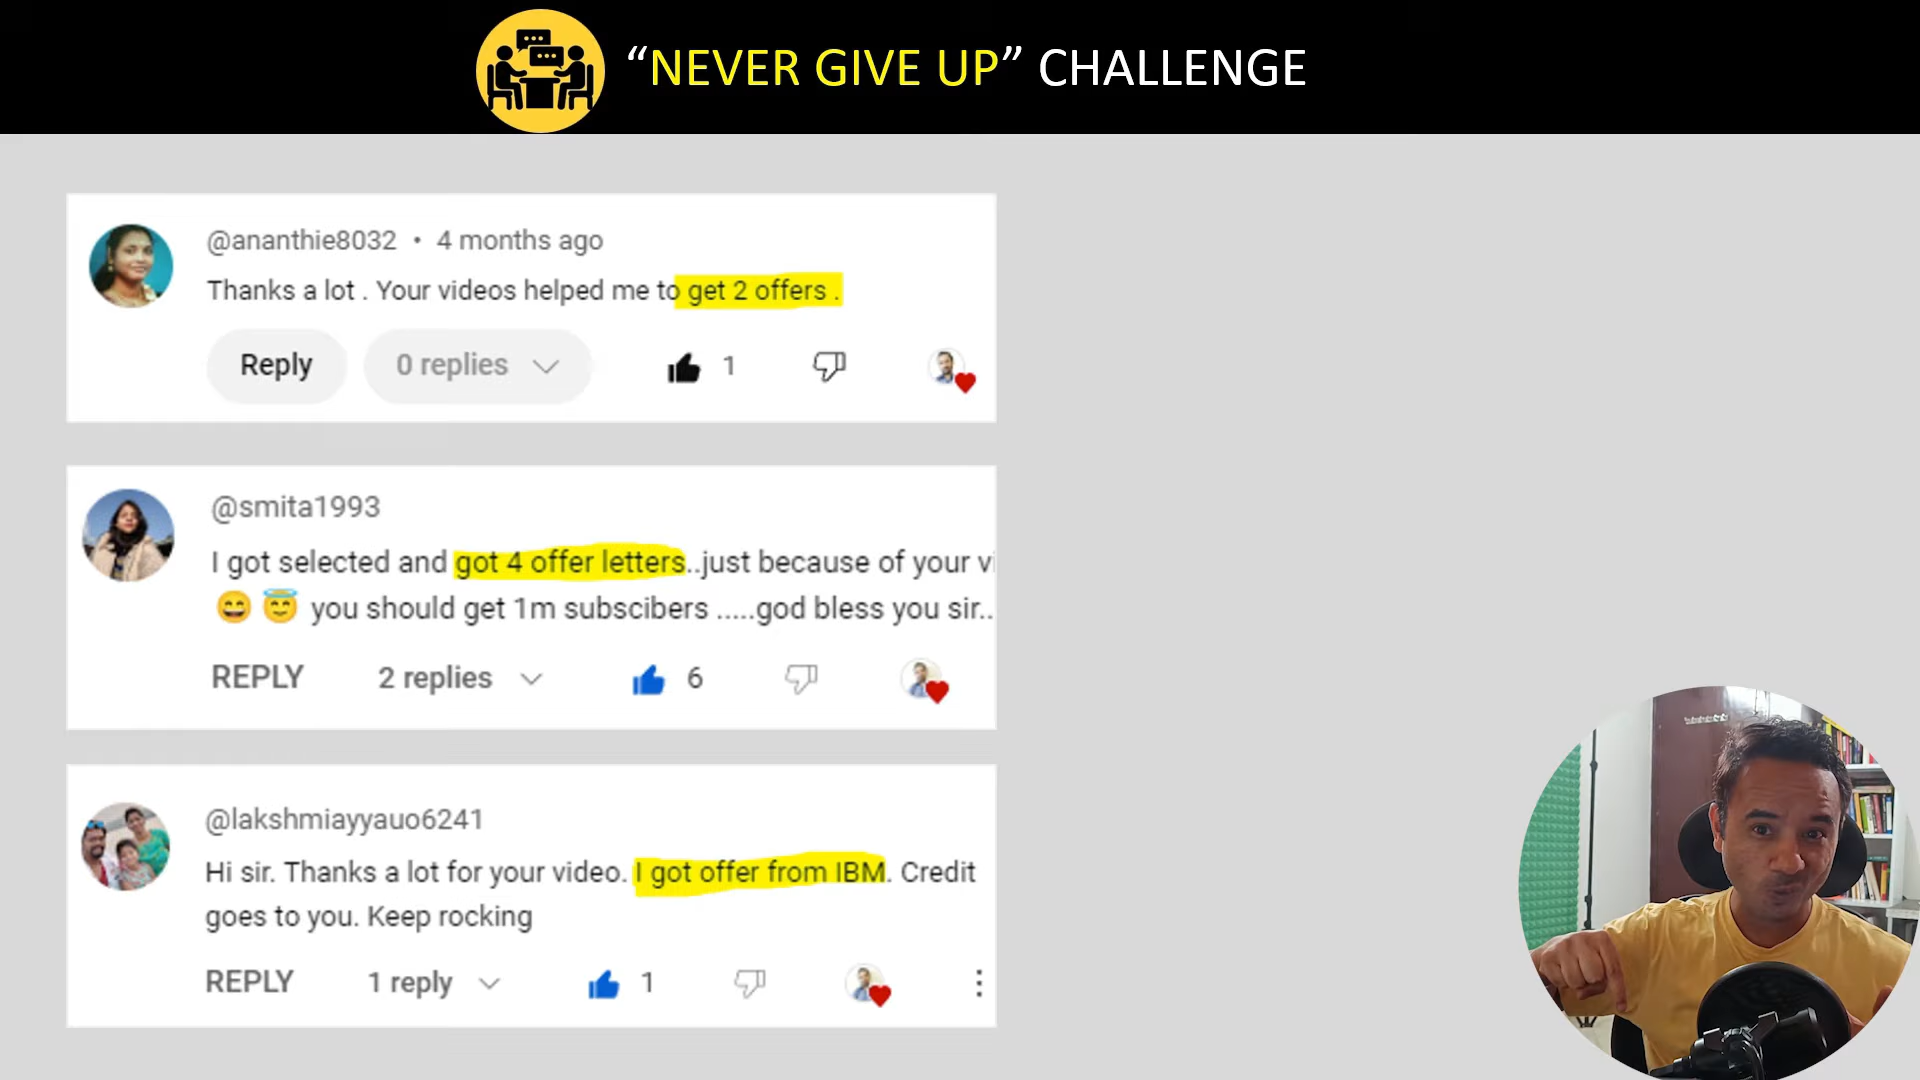 “NEVER GIVE UP” CHALLENGE
@ananthie8032 • 4 months ago
Thanks a lot . Your videos helped me to get 2 offers .
Reply 0 replies 1
@smita1993
I got selected and got 4 offer letters..just because of your vi
😄 😇 you should get 1m subscibers .....god bless you sir..
REPLY 2 replies 6
@lakshmiayyauo6241
Hi sir. Thanks a lot for your video. I got offer from IBM. Credit
goes to you. Keep rocking
REPLY 1 reply 1